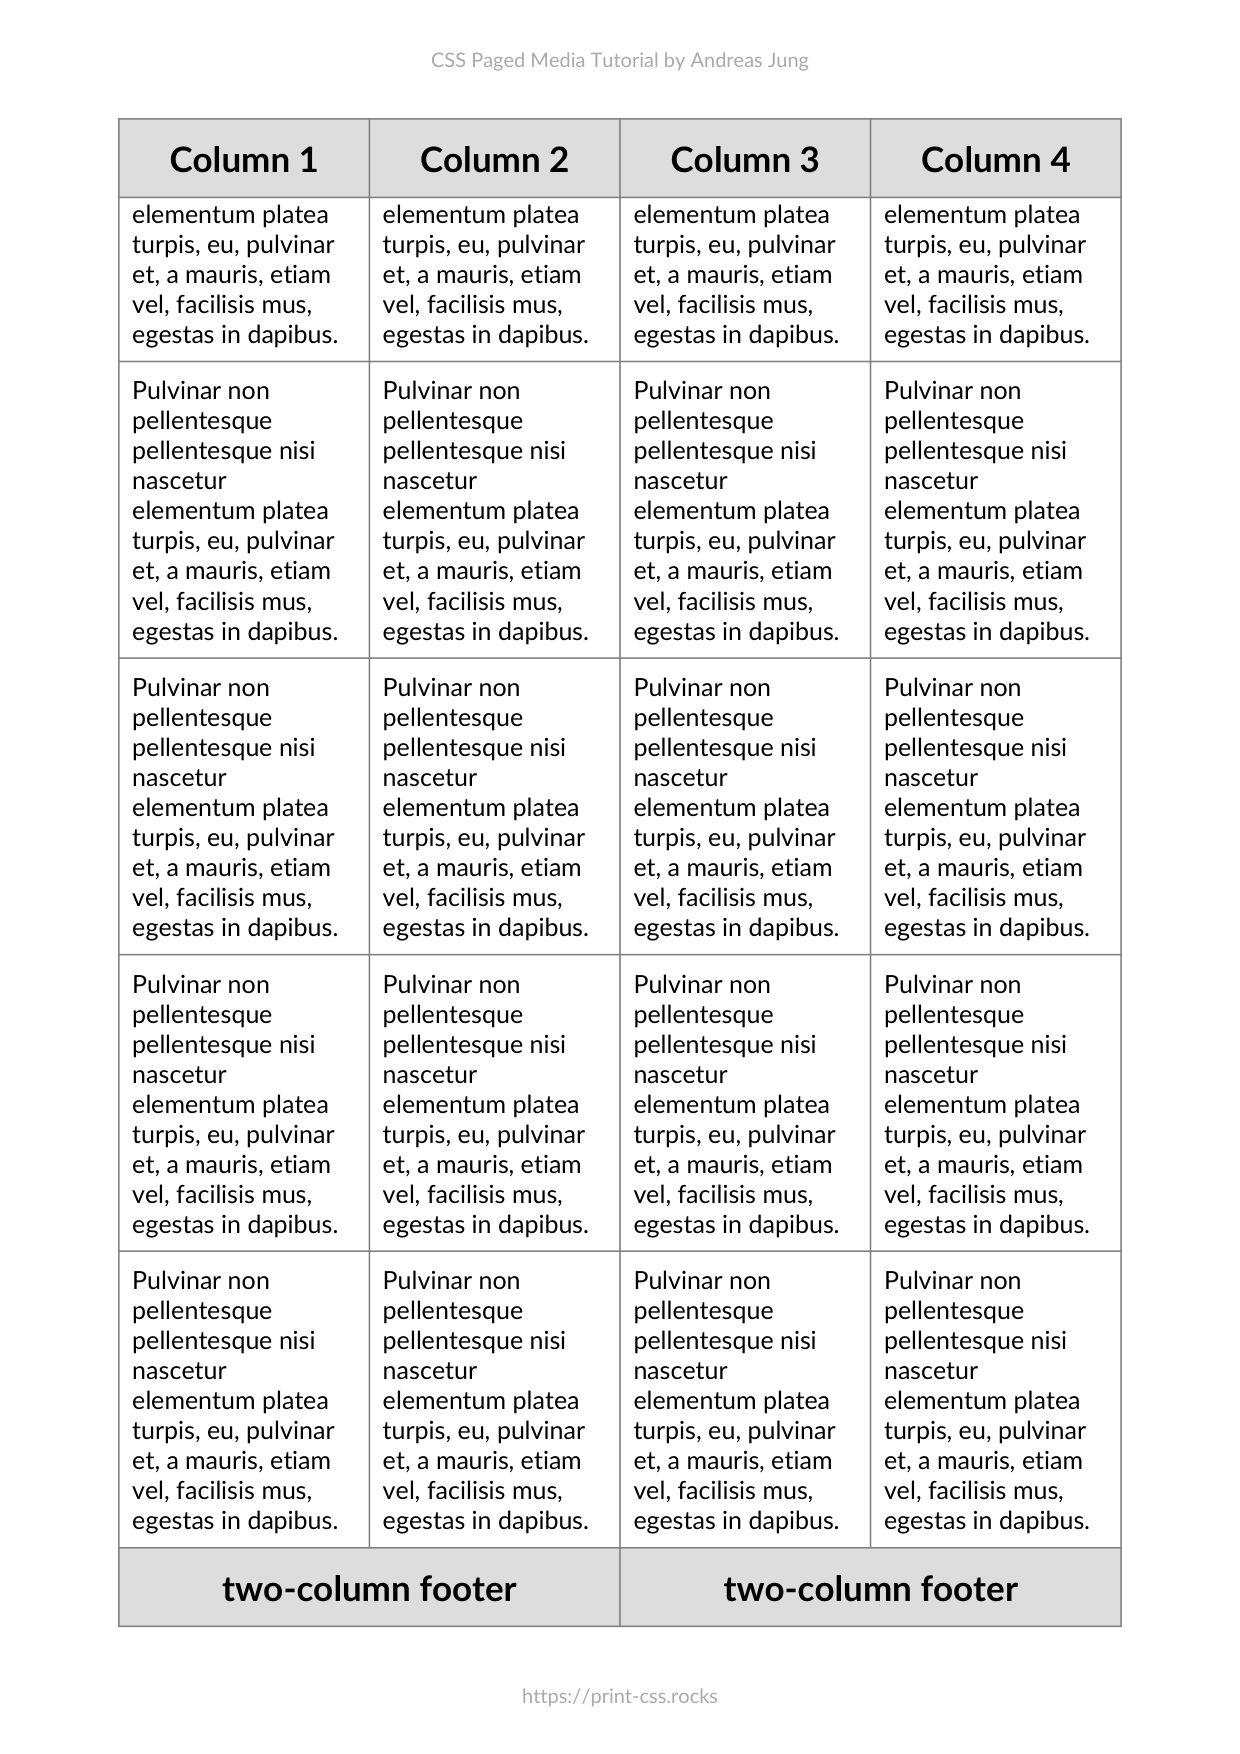 CSS Paged Media Tutorial by Andreas Jung
Column 1 Column 2 Column 3 Column 4
elementum platea elementum platea elementum platea elementum platea
turpis, eu, pulvinar turpis, eu, pulvinar turpis, eu, pulvinar turpis, eu, pulvinar
et, a mauris, etiam et, a mauris, etiam et, a mauris, etiam et, a mauris, etiam
vel, facilisis mus, vel, facilisis mus, vel, facilisis mus, vel, facilisis mus,
egestas in dapibus. egestas in dapibus. egestas in dapibus. egestas in dapibus.
Pulvinar non Pulvinar non Pulvinar non Pulvinar non
pellentesque pellentesque pellentesque pellentesque
pellentesque nisi pellentesque nisi pellentesque nisi pellentesque nisi
nascetur nascetur nascetur nascetur
elementum platea elementum platea elementum platea elementum platea
turpis, eu, pulvinar turpis, eu, pulvinar turpis, eu, pulvinar turpis, eu, pulvinar
et, a mauris, etiam et, a mauris, etiam et, a mauris, etiam et, a mauris, etiam
vel, facilisis mus, vel, facilisis mus, vel, facilisis mus, vel, facilisis mus,
egestas in dapibus. egestas in dapibus. egestas in dapibus. egestas in dapibus.
Pulvinar non Pulvinar non Pulvinar non Pulvinar non
pellentesque pellentesque pellentesque pellentesque
pellentesque nisi pellentesque nisi pellentesque nisi pellentesque nisi
nascetur nascetur nascetur nascetur
elementum platea elementum platea elementum platea elementum platea
turpis, eu, pulvinar turpis, eu, pulvinar turpis, eu, pulvinar turpis, eu, pulvinar
et, a mauris, etiam et, a mauris, etiam et, a mauris, etiam et, a mauris, etiam
vel, facilisis mus, vel, facilisis mus, vel, facilisis mus, vel, facilisis mus,
egestas in dapibus. egestas in dapibus. egestas in dapibus. egestas in dapibus.
Pulvinar non Pulvinar non Pulvinar non Pulvinar non
pellentesque pellentesque pellentesque pellentesque
pellentesque nisi pellentesque nisi pellentesque nisi pellentesque nisi
nascetur nascetur nascetur nascetur
elementum platea elementum platea elementum platea elementum platea
turpis, eu, pulvinar turpis, eu, pulvinar turpis, eu, pulvinar turpis, eu, pulvinar
et, a mauris, etiam et, a mauris, etiam et, a mauris, etiam et, a mauris, etiam
vel, facilisis mus, vel, facilisis mus, vel, facilisis mus, vel, facilisis mus,
egestas in dapibus. egestas in dapibus. egestas in dapibus. egestas in dapibus.
Pulvinar non Pulvinar non Pulvinar non Pulvinar non
pellentesque pellentesque pellentesque pellentesque
pellentesque nisi pellentesque nisi pellentesque nisi pellentesque nisi
nascetur nascetur nascetur nascetur
elementum platea elementum platea elementum platea elementum platea
turpis, eu, pulvinar turpis, eu, pulvinar turpis, eu, pulvinar turpis, eu, pulvinar
et, a mauris, etiam et, a mauris, etiam et, a mauris, etiam et, a mauris, etiam
vel, facilisis mus, vel, facilisis mus, vel, facilisis mus, vel, facilisis mus,
egestas in dapibus. egestas in dapibus. egestas in dapibus. egestas in dapibus.
two-column footer two-column footer
https://print-css.rocks